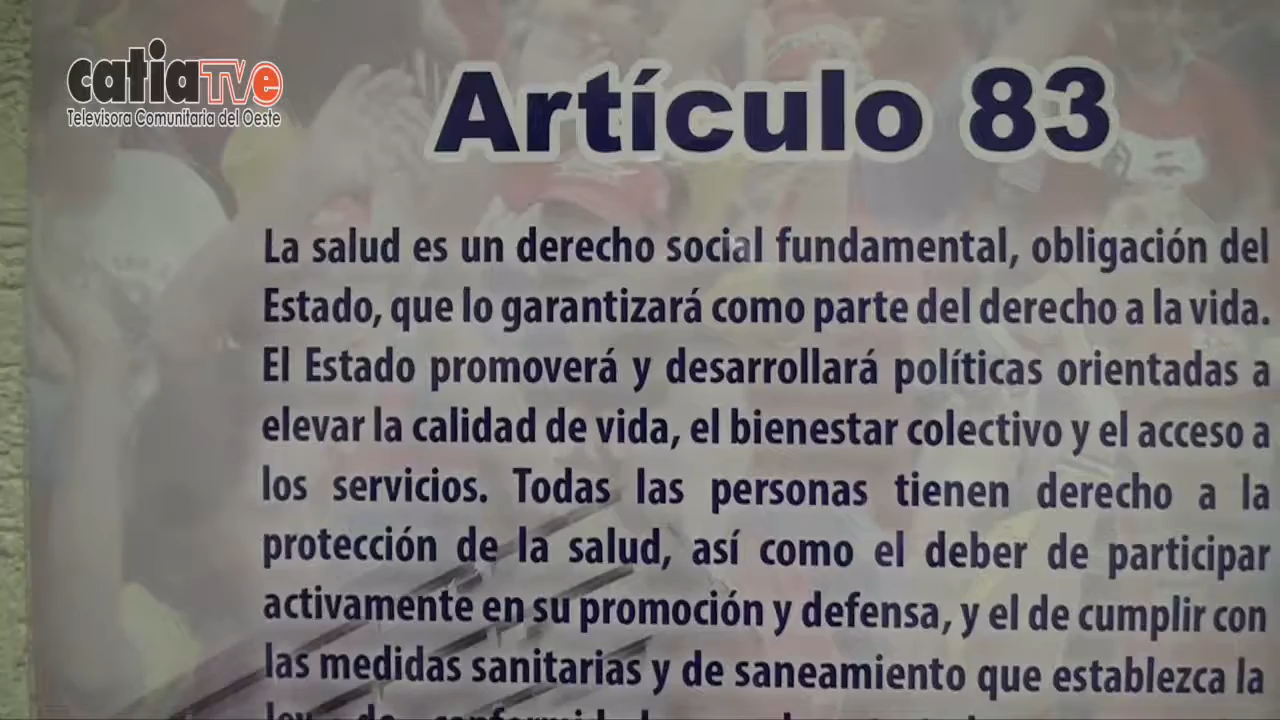 catiaTVe
Televisora Comunitaria del Oeste
Artículo 83
La salud es un derecho social fundamental, obligación del
Estado, que lo garantizará como parte del derecho a la vida.
El Estado promoverá y desarrollará políticas orientadas a
elevar la calidad de vida, el bienestar colectivo y el acceso a
los servicios. Todas las personas tienen derecho a la
protección de la salud, así como el deber de participar
activamente en su promoción y defensa, y el de cumplir con
las medidas sanitarias y de saneamiento que establezca la